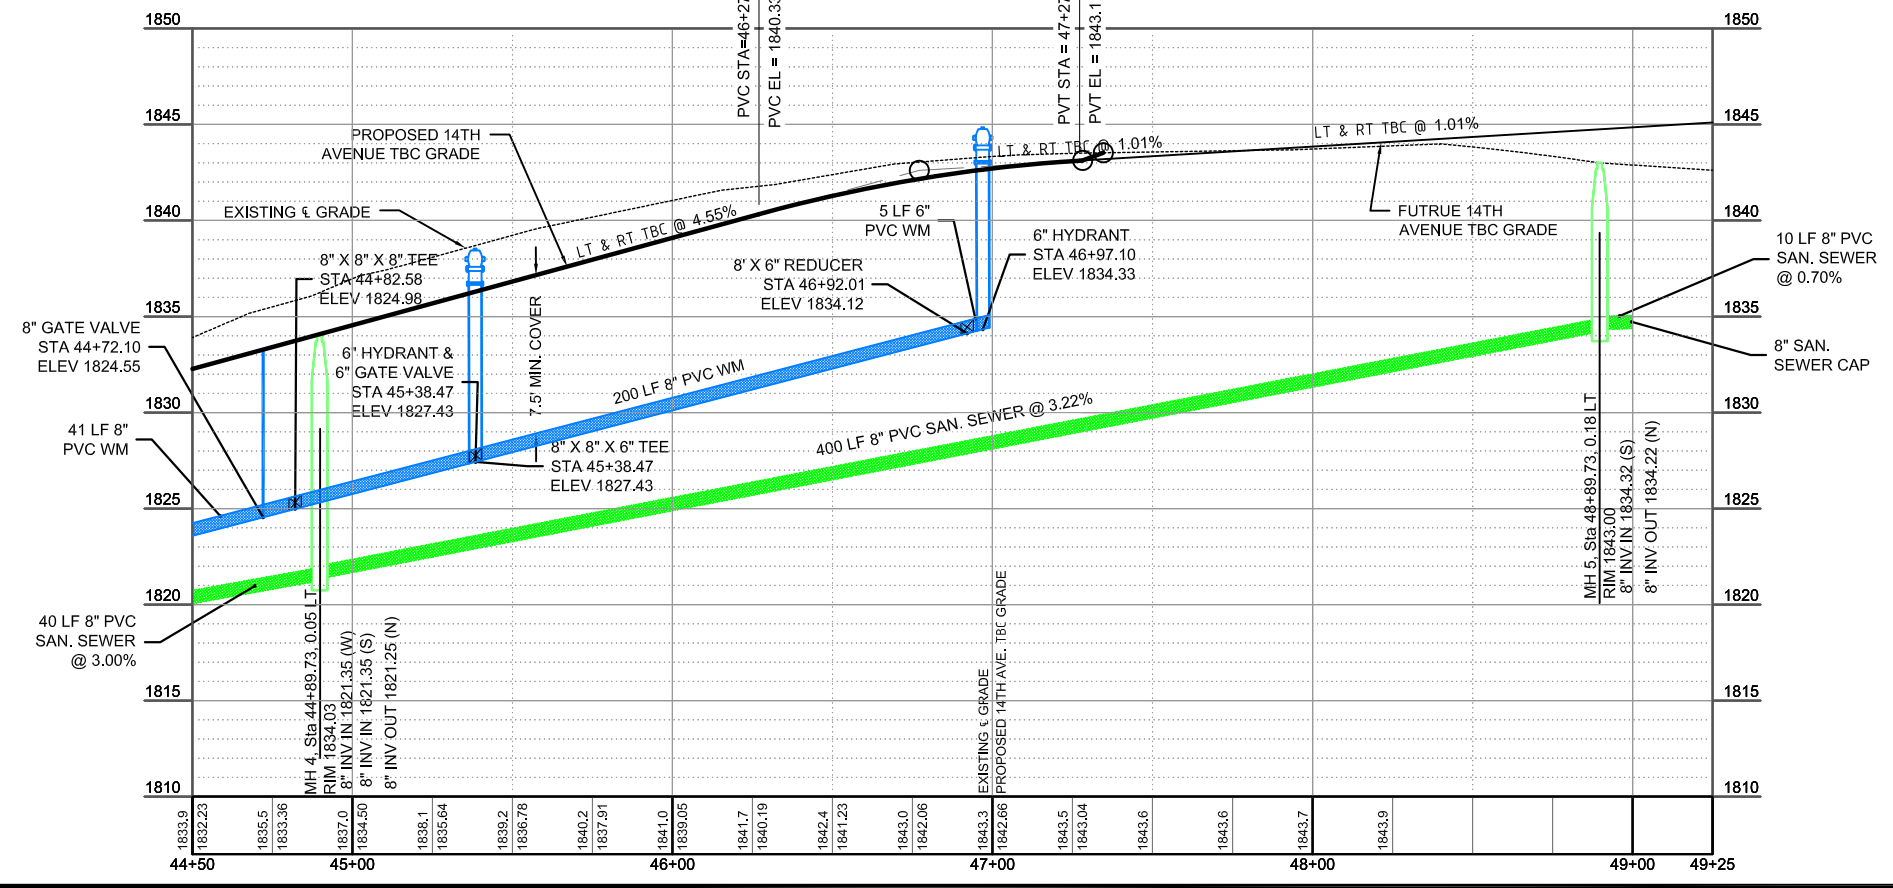 PVC STA=46+27
PVC EL = 1840.33
PVT STA = 47+27
PVT EL = 1843.1
1850
1850
1845
1845
1840
1840
1835
1835
1830
1830
1825
1825
1820
1820
1815
1815
1810
1810
PROPOSED 14TH
AVENUE TBC GRADE
EXISTING ℄ GRADE
LT & RT TBC @ 4.55%
LT & RT TBC @ 1.01%
LT & RT TBC @ 1.01%
FUTRUE 14TH
AVENUE TBC GRADE
8" X 8" X 8" TEE
STA 44+82.58
ELEV 1824.98
8" GATE VALVE
STA 44+72.10
ELEV 1824.55
6" HYDRANT &
6" GATE VALVE
STA 45+38.47
ELEV 1827.43
7.5' MIN. COVER
8" X 8" X 6" TEE
STA 45+38.47
ELEV 1827.43
5 LF 6"
PVC WM
8' X 6" REDUCER
STA 46+92.01
ELEV 1834.12
6" HYDRANT
STA 46+97.10
ELEV 1834.33
10 LF 8" PVC
SAN. SEWER
@ 0.70%
8" SAN.
SEWER CAP
41 LF 8"
PVC WM
200 LF 8" PVC WM
400 LF 8" PVC SAN. SEWER @ 3.22%
40 LF 8" PVC
SAN. SEWER
@ 3.00%
MH 4, Sta 44+89.73, 0.05 LT
RIM 1834.03
8" INV IN 1821.35 (W)
8" INV IN 1821.35 (S)
8" INV OUT 1821.25 (N)
EXISTING ℄ GRADE
PROPOSED 14TH AVE. TBC GRADE
MH 5, Sta 48+89.73, 0.18 LT
RIM 1843.00
8" INV IN 1834.32 (S)
8" INV OUT 1834.22 (N)
1833.9
1832.23
1835.5
1833.36
1837.0
1834.50
1838.1
1835.64
1839.2
1836.78
1840.2
1837.91
1841.0
1839.05
1841.7
1840.19
1842.4
1841.23
1843.0
1842.06
1843.3
1842.66
1843.5
1843.04
1843.6
1843.6
1843.7
1843.9
44+50
45+00
46+00
47+00
48+00
49+00
49+25